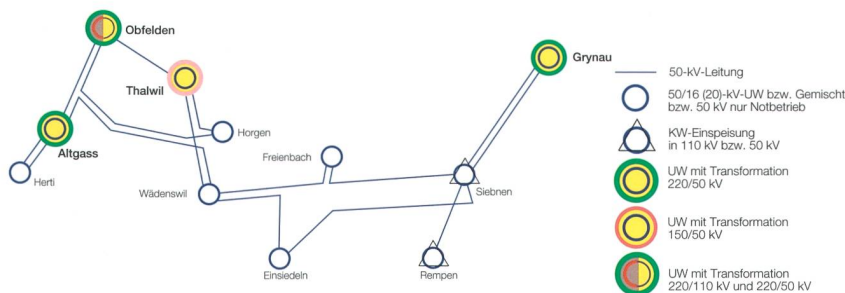 Obfelden
Thalwil
Grynau
Altgass
Horgen
Herti
Freienbach
Wädenswil
Siebnen
Einsiedeln
Rempen
50-kV-Leitung
50/16 (20)-kV-UW bzw. Gemischt
bzw. 50 kV nur Notbetrieb
KW-Einspeisung
in 110 kV bzw. 50 kV
UW mit Transformation
220/50 kV
UW mit Transformation
150/50 kV
UW mit Transformation
220/110 kV und 220/50 kV